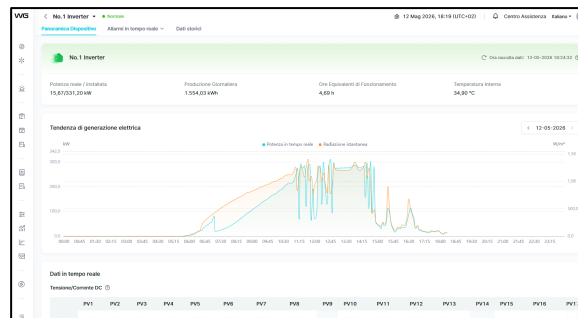 WG
No.1 Inverter
Normale
12 Mag 2026, 18:19 (UTC+02)
Centro Assistenza
Italiano
Panoramica Dispositivo
Allarmi in tempo reale
Dati storici
No.1 Inverter
Ora raccolta dati: 12-05-2026
Potenza reale / installata
Produzione Giornaliera
Ore Equivalenti di Funzionamento
Temperatura Interna
15,67/331,20 kW
1.554,03 kWh
4,69 h
34,90 ℃
Tendenza di generazione elettrica
12-05-2026
kW
Potenza in tempo reale
Radiazione istantanea
W/m²
Dati in tempo reale
Tensione/Corrente DC
PV1 PV2 PV3 PV4 PV5 PV6 PV7 PV8 PV9 PV10 PV11 PV12 PV13 PV14 PV15 PV16